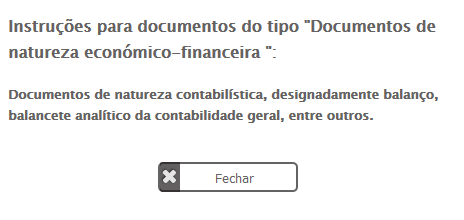 Instruções para documentos do tipo "Documentos de
natureza económico-financeira ":
Documentos de natureza contabilística, designadamente balanço,
balancete analítico da contabilidade geral, entre outros.
Fechar